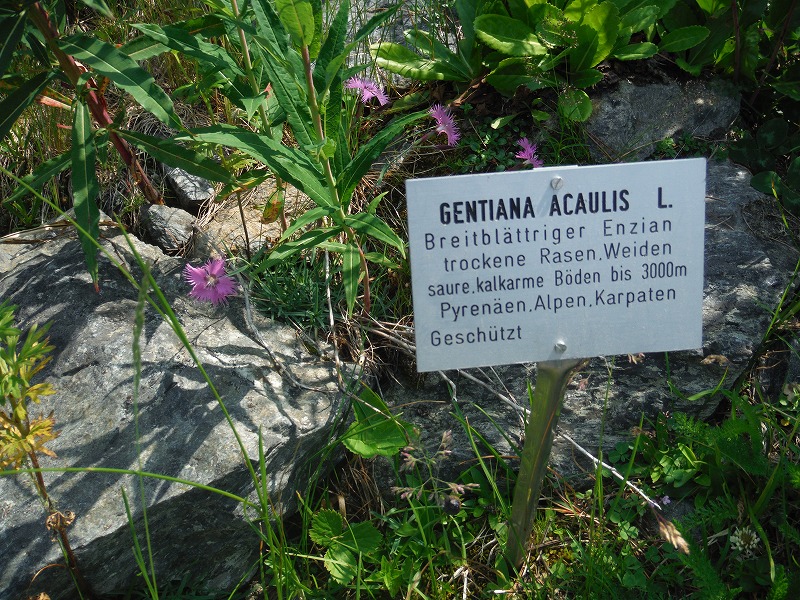 GENTIANA ACAULIS L.
Breitblättriger Enzian
trockene Rasen, Weiden
saure, kalkarme Böden bis 3000m
Pyrenäen, Alpen, Karpaten
Geschützt